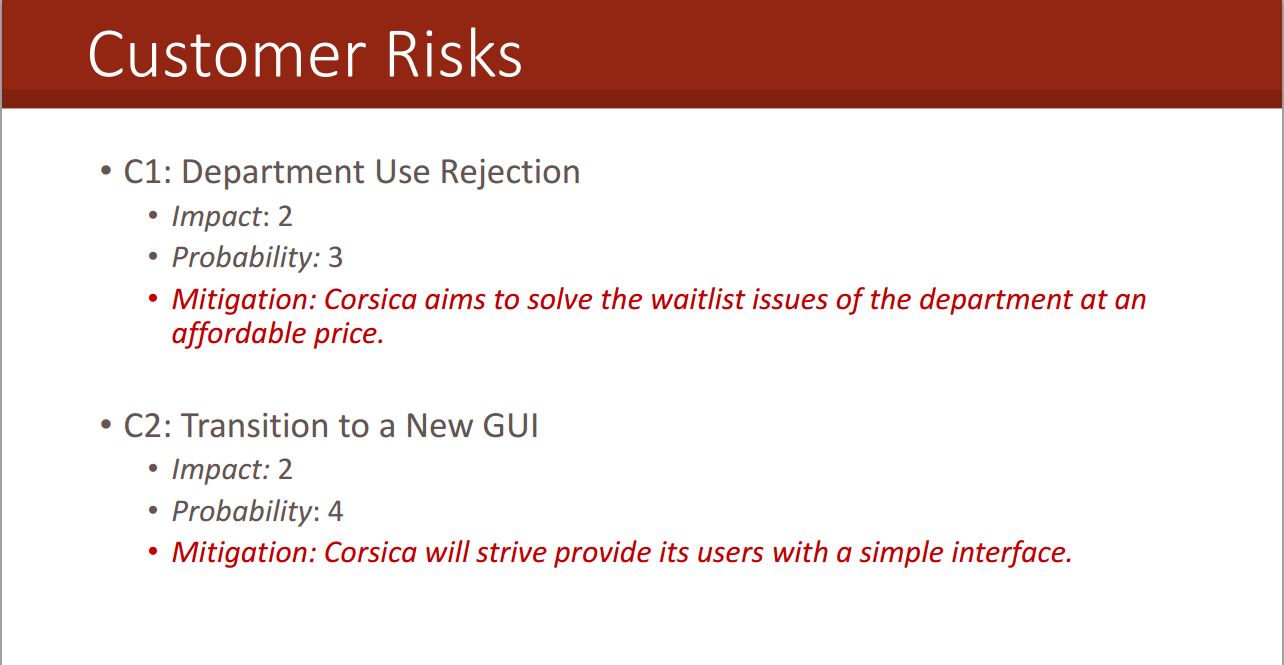 Customer Risks
• C1: Department Use Rejection
• Impact: 2
• Probability: 3
• Mitigation: Corsica aims to solve the waitlist issues of the department at an
affordable price.
• C2: Transition to a New GUI
• Impact: 2
• Probability: 4
• Mitigation: Corsica will strive provide its users with a simple interface.